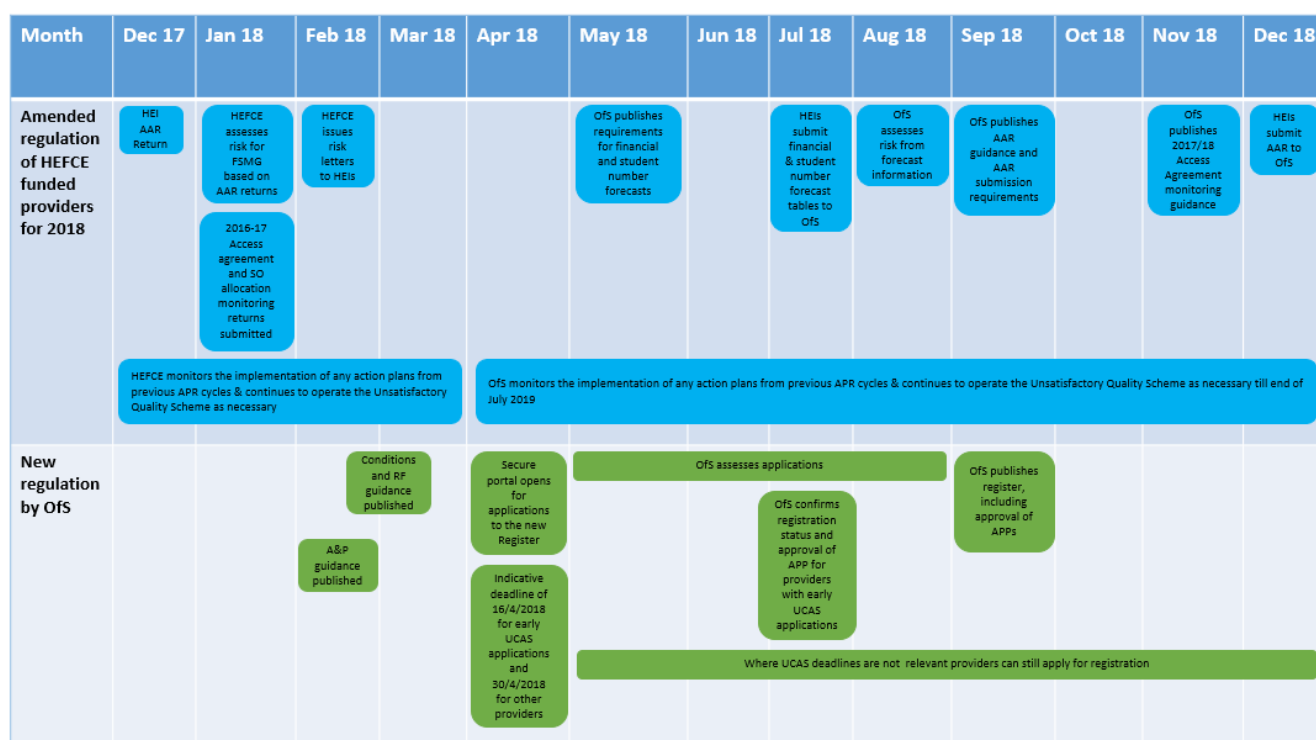 Month Dec 17 Jan 18 Feb 18 Mar 18 Apr 18 May 18 Jun 18 Jul 18 Aug 18 Sep 18 Oct 18 Nov 18 Dec 18
Amended
regulation
of HEFCE
funded
providers
for 2018
HEI
AAR
Return
HEFCE
assesses
risk for
FSMG
based on
AAR returns
2016-17
Access
agreement
and SO
allocation
monitoring
returns
submitted
HEFCE
issues
risk
letters
to HEIs
OfS publishes
requirements
for financial
and student
number
forecasts
HEIs
submit
financial
& student
number
forecast
tables to
OfS
OfS
assesses
risk from
forecast
information
OfS publishes
AAR
guidance and
AAR
submission
requirements
OfS
publishes
2017/18
Access
Agreement
monitoring
guidance
HEIs
submit
AAR to
OfS
HEFCE monitors the implementation of any action plans from
previous APR cycles & continues to operate the Unsatisfactory
Quality Scheme as necessary
OfS monitors the implementation of any action plans from previous APR cycles & continues to operate the Unsatisfactory Quality Scheme as necessary till end of
July 2019
New
regulation
by OfS
Conditions
and RF
guidance
published
A&P
guidance
published
Secure
portal opens
for
applications
to the new
Register
Indicative
deadline of
16/4/2018
for early
UCAS
applications
and
30/4/2018
for other
providers
OfS assesses applications
OfS confirms
registration
status and
approval of
APP for
providers
with early
UCAS
applications
OfS publishes
register,
including
approval of
APPs
Where UCAS deadlines are not relevant providers can still apply for registration